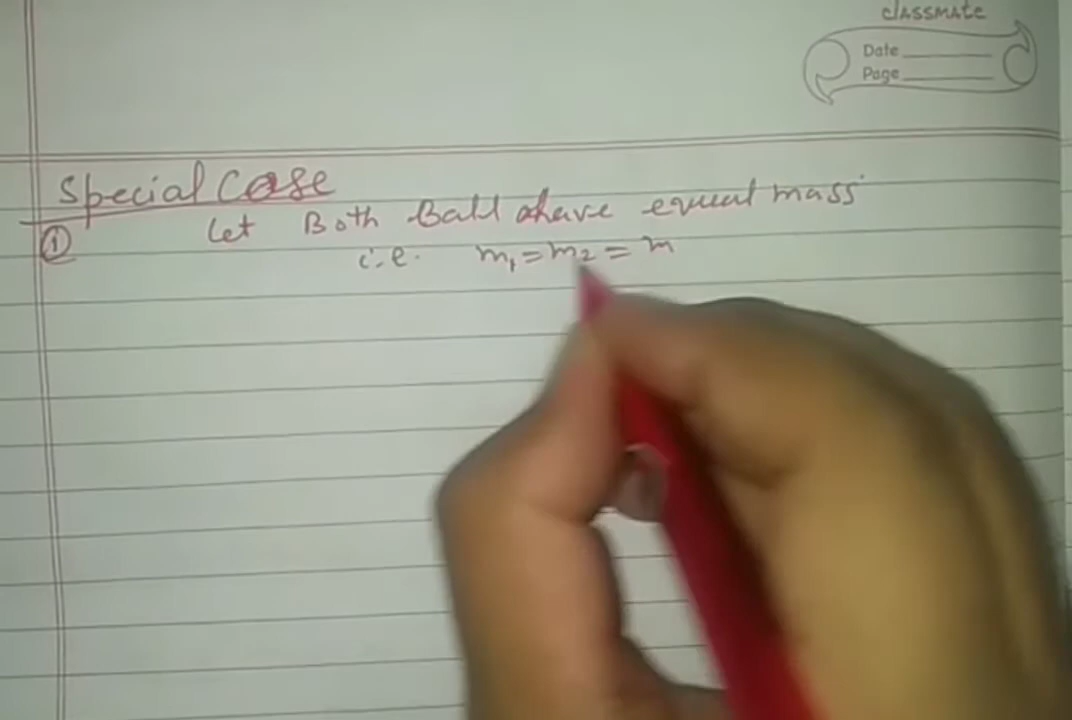 classmate
Date
Page
Special Case
① Let Both Ball have equal mass
i.e. m₁ = m₂ = m